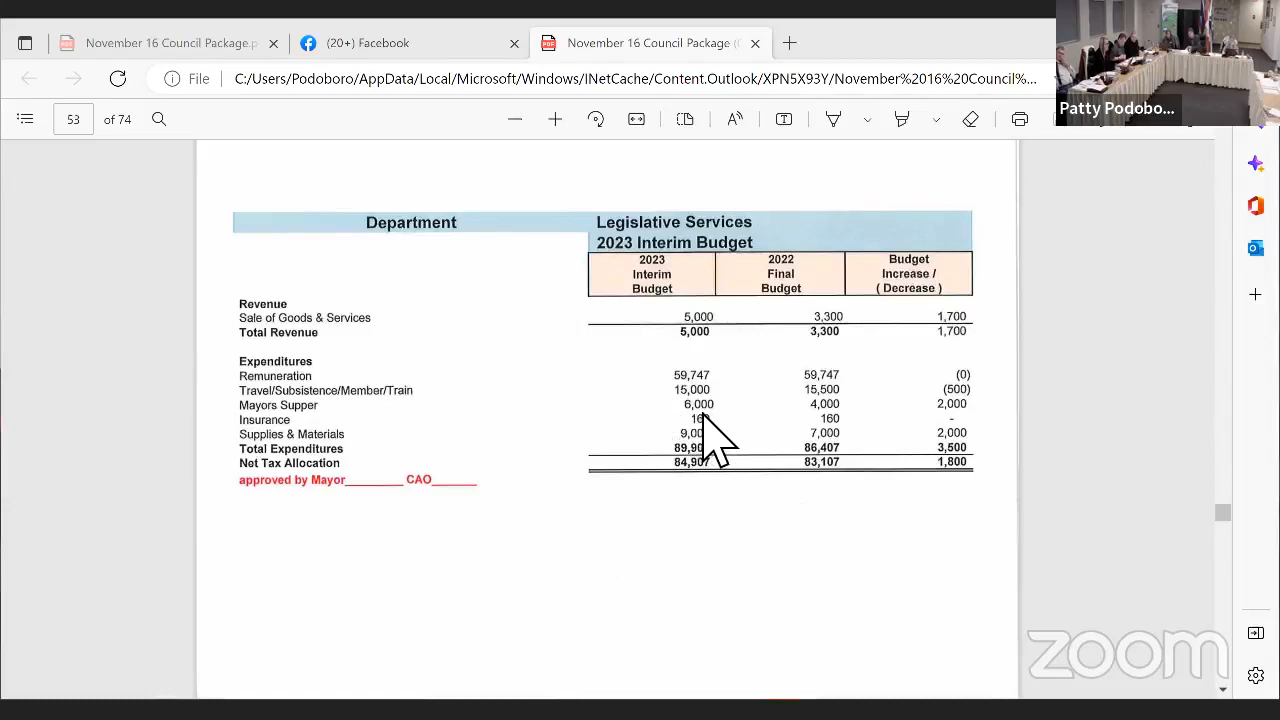 November 16 Council Package.p
(20+) Facebook
November 16 Council Package (
File
C:/Users/Podoboro/AppData/Local/Microsoft/Windows/INetCache/Content.Outlook/XPN5X93Y/November%2016%20Council%...
Patty Podobo...
53 of 74
Department
Legislative Services
2023 Interim Budget
2023 Interim Budget
2022 Final Budget
Budget Increase / ( Decrease )
Revenue
Sale of Goods & Services 5,000 3,300 1,700
Total Revenue 5,000 3,300 1,700
Expenditures
Remuneration 59,747 59,747 (0)
Travel/Subsistence/Member/Train 15,000 15,500 (500)
Mayors Supper 6,000 4,000 2,000
Insurance 160 -
Supplies & Materials 7,000 2,000
Total Expenditures 86,407 3,500
Net Tax Allocation 84,907 83,107 1,800
approved by Mayor_________ CAO_______
zoom